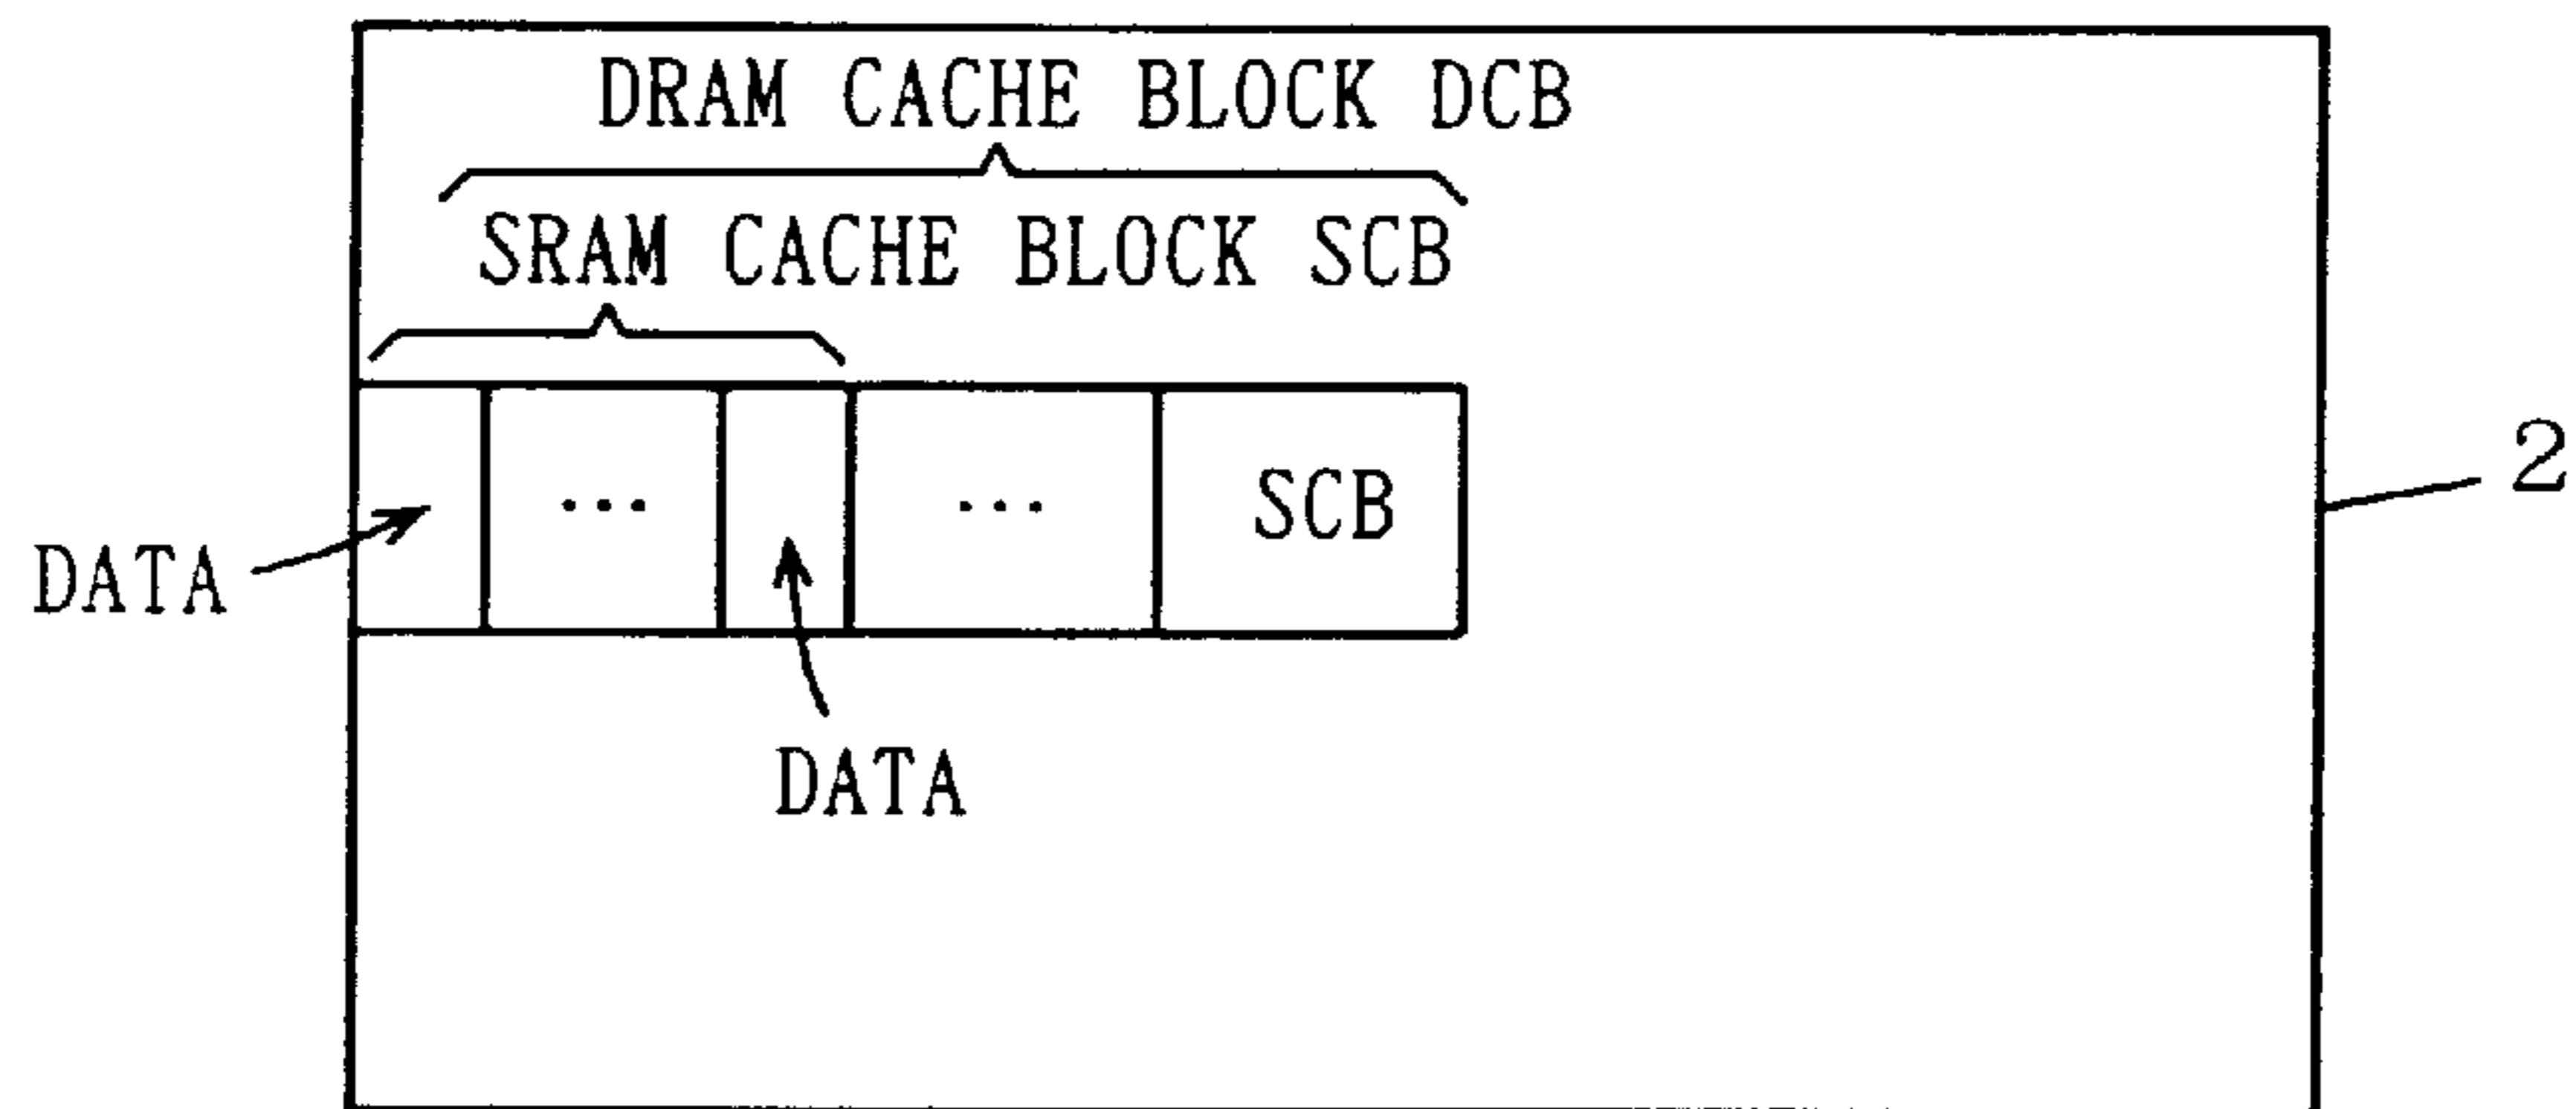 DRAM CACHE BLOCK DCB
SRAM CACHE BLOCK SCB
... ... SCB
2
DATA
DATA